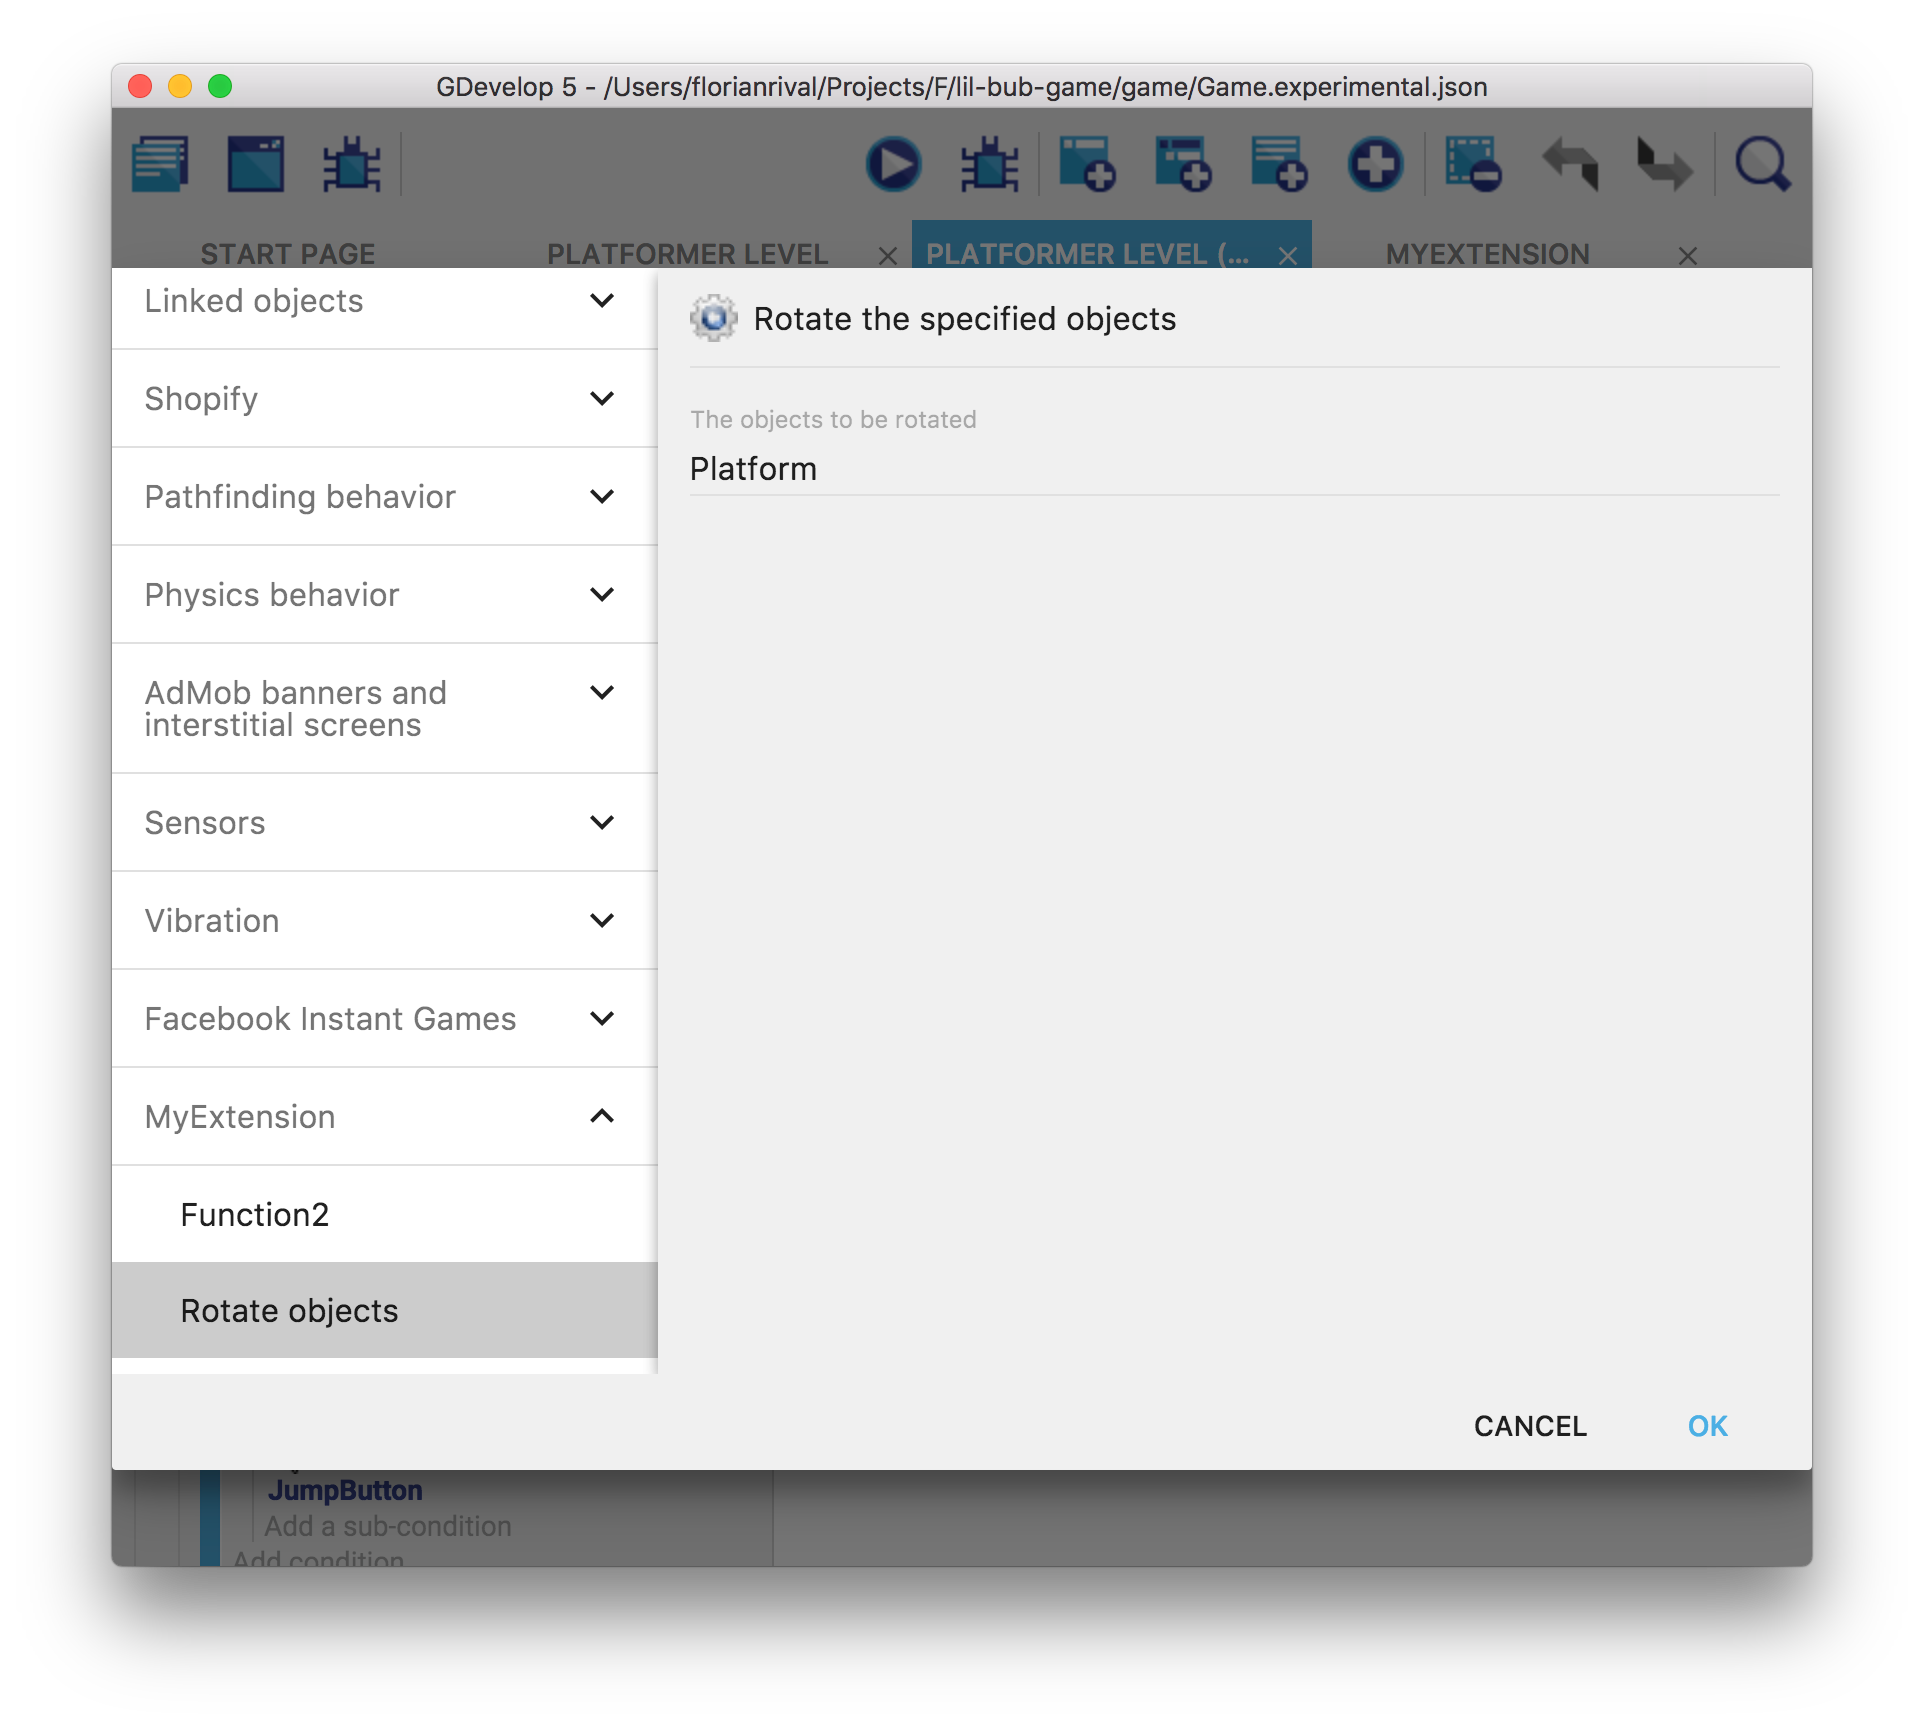 GDevelop 5 - /Users/florianrival/Projects/F/lil-bub-game/game/Game.experimental.json
START PAGE
PLATFORMER LEVEL
PLATFORMER LEVEL (...
MYEXTENSION
Linked objects
Shopify
Pathfinding behavior
Physics behavior
AdMob banners and
interstitial screens
Sensors
Vibration
Facebook Instant Games
MyExtension
Function2
Rotate objects
Rotate the specified objects
The objects to be rotated
Platform
CANCEL
OK
JumpButton
Add a sub-condition
Add condition